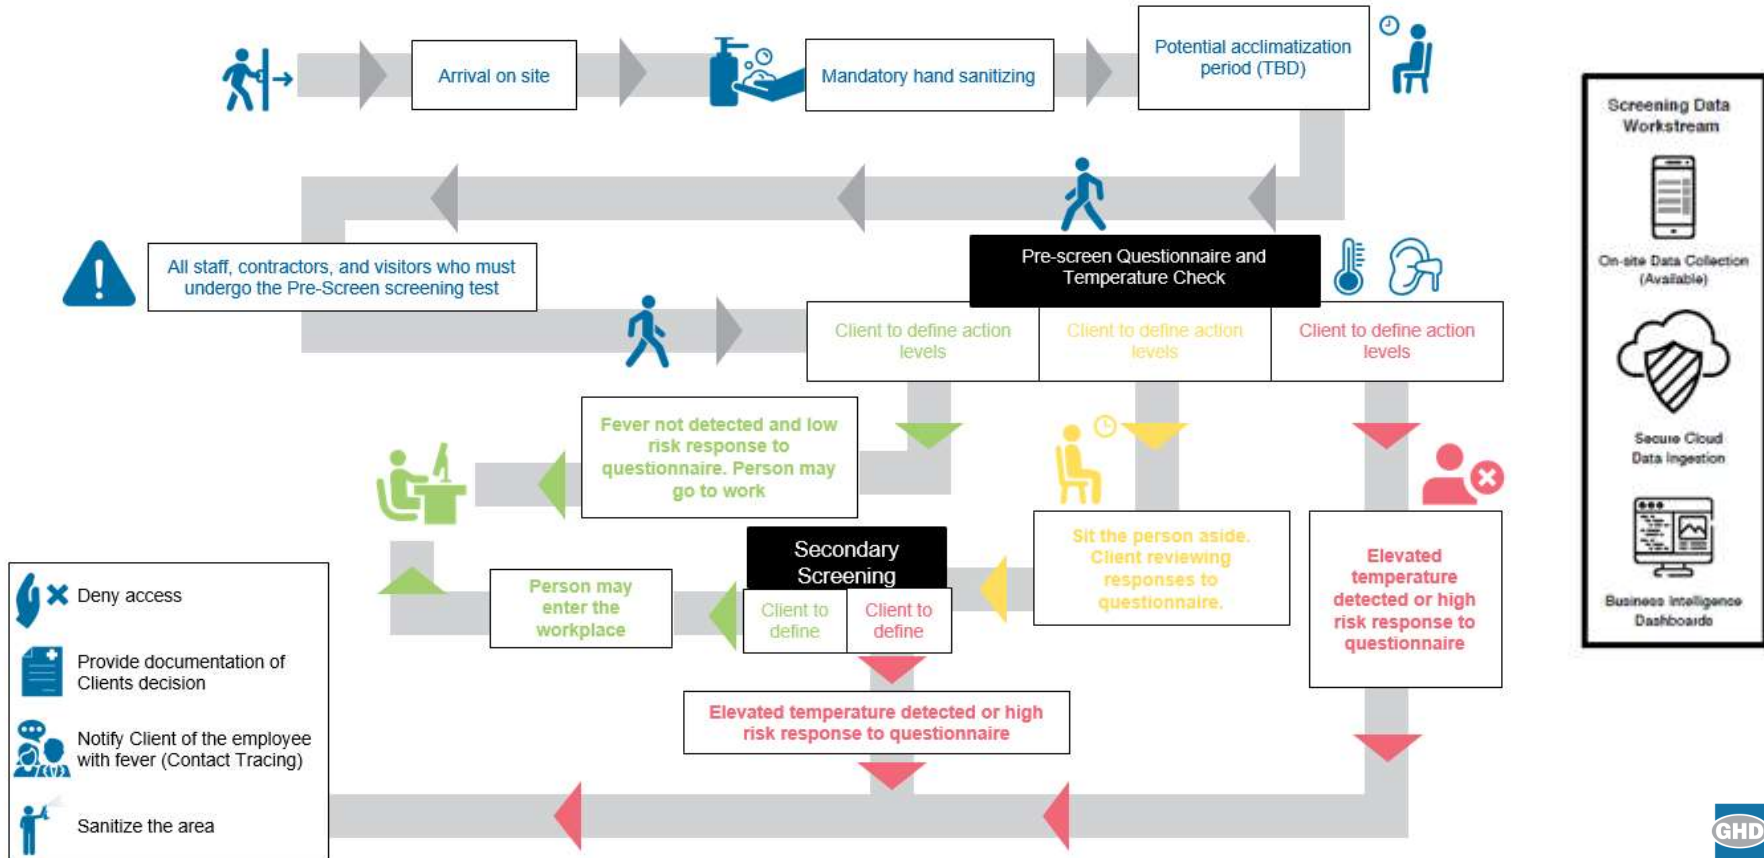 Arrival on site
Mandatory hand sanitizing
Potential acclimatization
period (TBD)
Screening Data
Workstream
On-site Data Collection
(Available)
Secure Cloud
Data Ingestion
Business Intelligence
Dashboards
All staff, contractors, and visitors who must
undergo the Pre-Screen screening test
Pre-screen Questionnaire and
Temperature Check
Client to define action
levels
Client to define action
levels
Client to define action
levels
Fever not detected and low
risk response to
questionnaire. Person may
go to work
Sit the person aside.
Client reviewing
responses to
questionnaire.
Elevated
temperature
detected or high
risk response to
questionnaire
Secondary
Screening
Client to
define
Client to
define
Person may
enter the
workplace
Elevated temperature detected or high
risk response to questionnaire
Deny access
Provide documentation of
Clients decision
Notify Client of the employee
with fever (Contact Tracing)
Sanitize the area
GHD